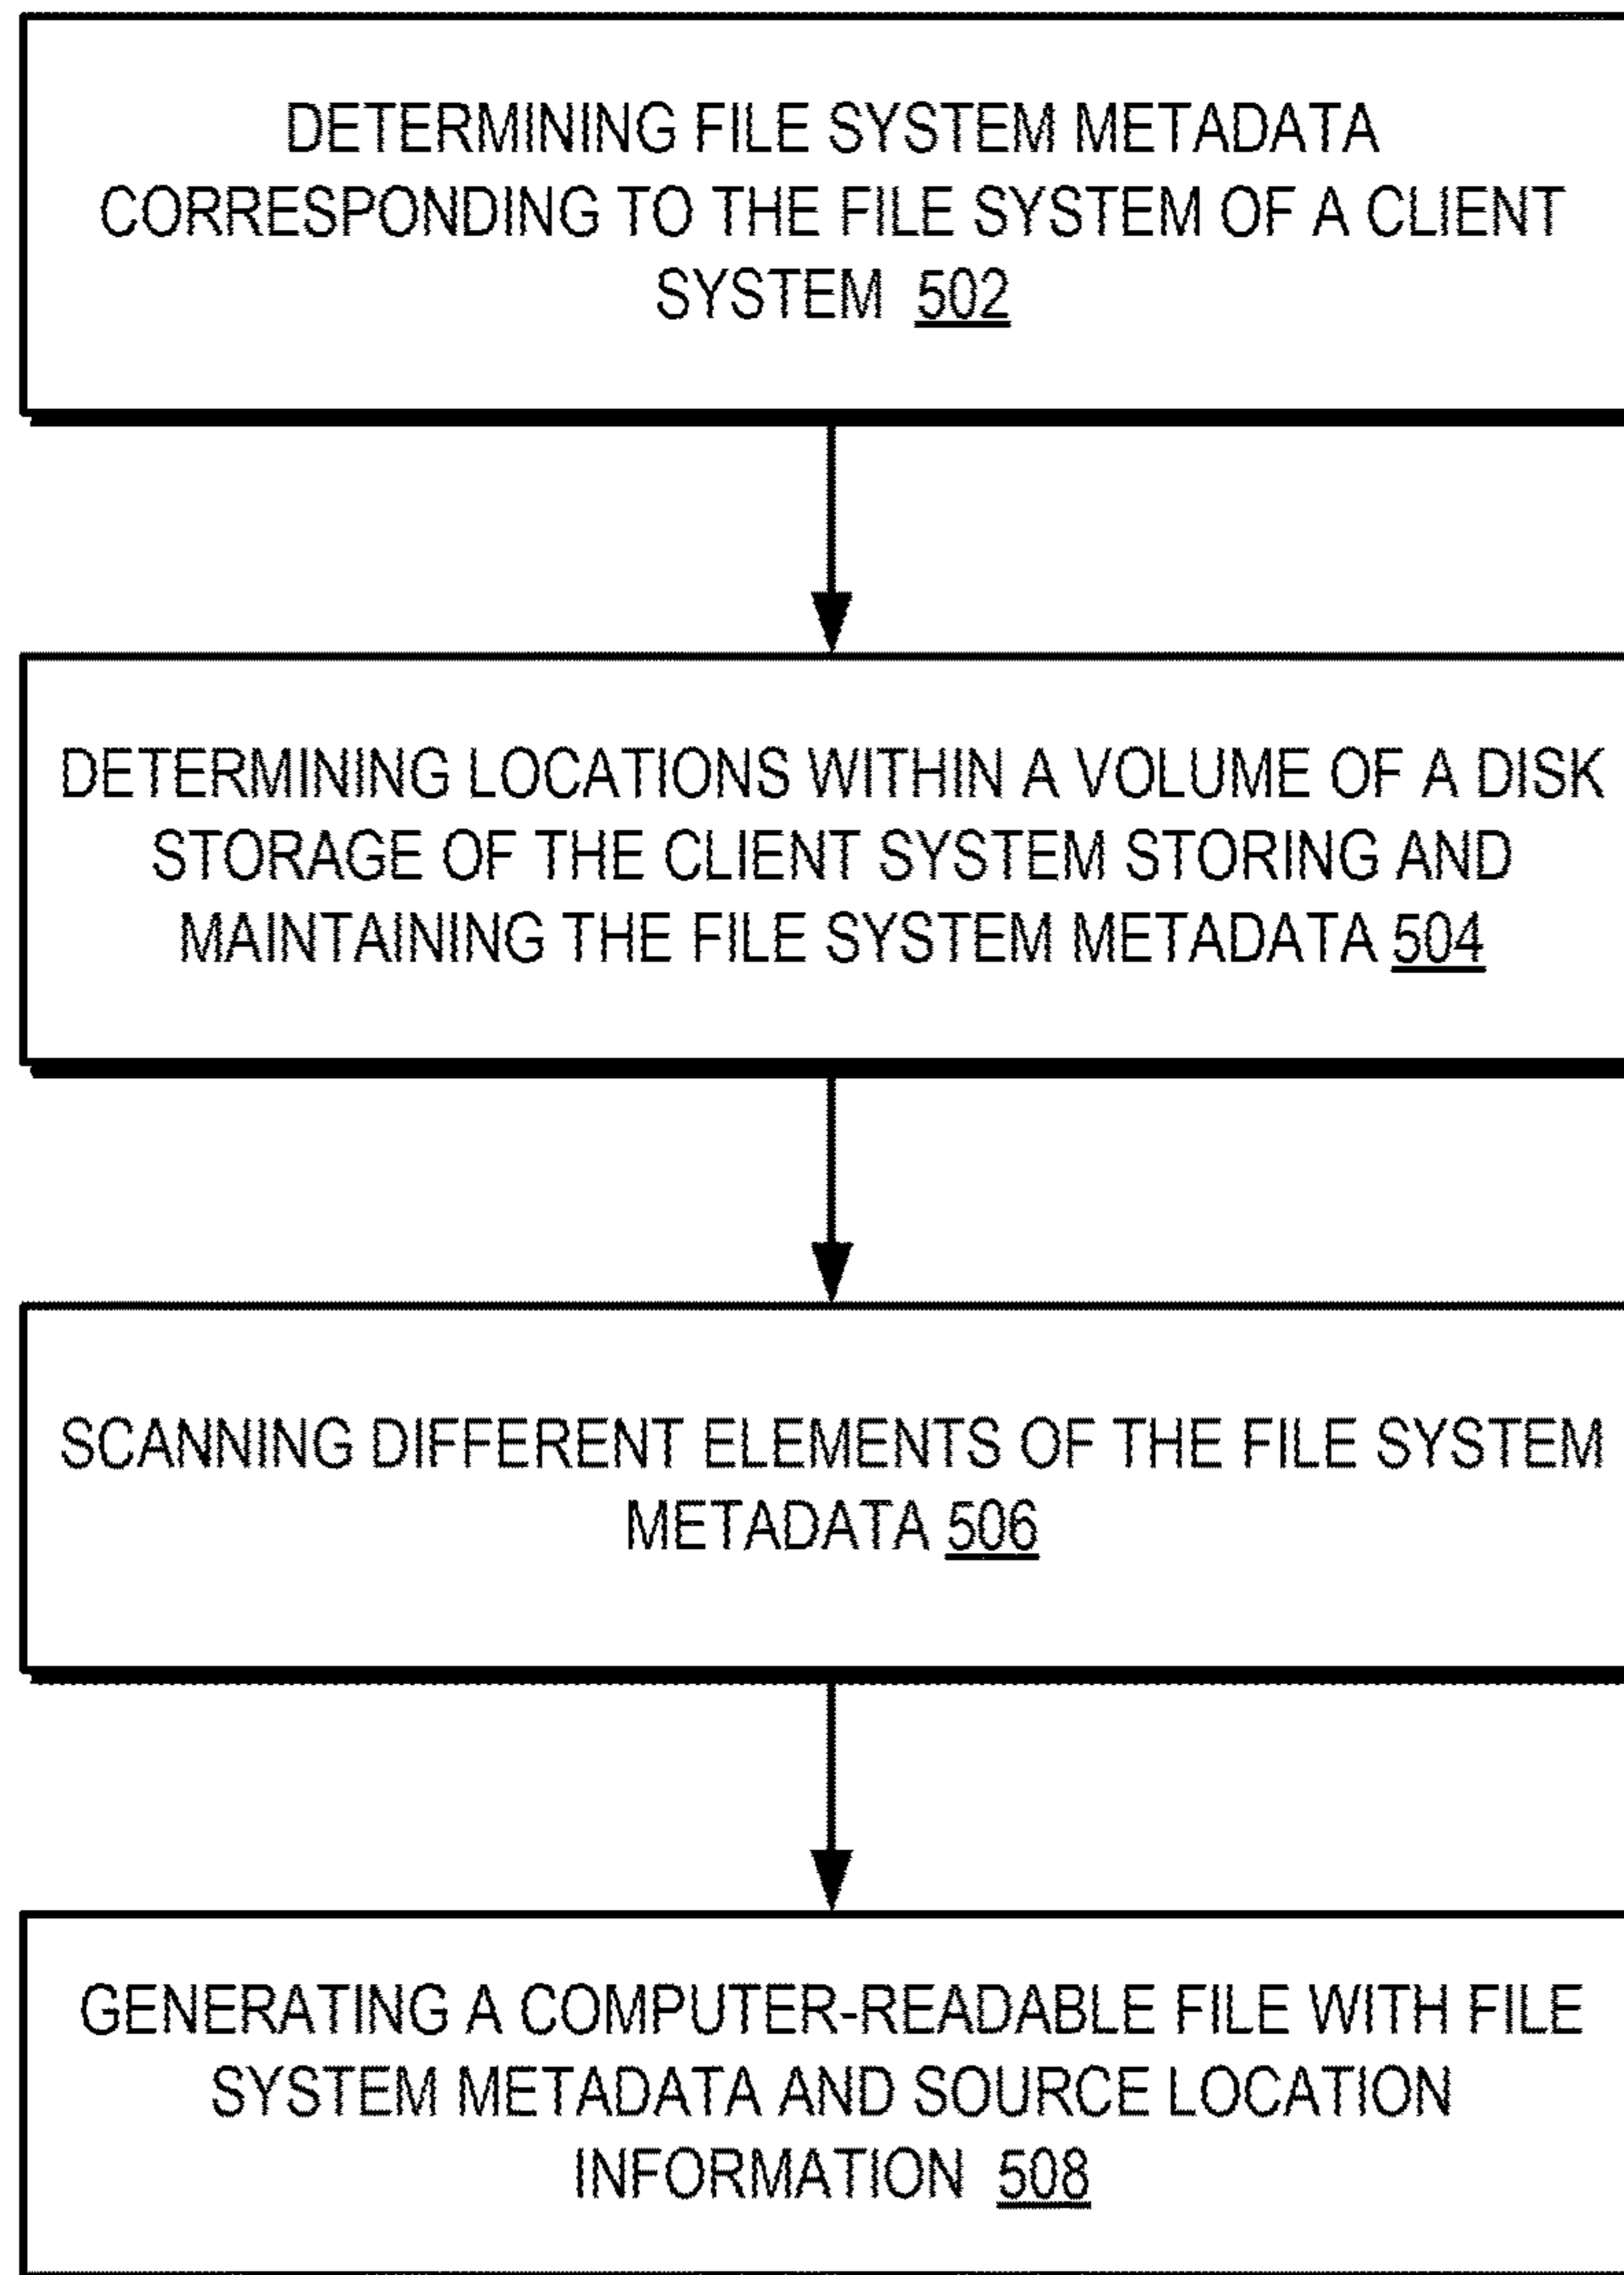 DETERMINING FILE SYSTEM METADATA
CORRESPONDING TO THE FILE SYSTEM OF A CLIENT
SYSTEM 502
DETERMINING LOCATIONS WITHIN A VOLUME OF A DISK
STORAGE OF THE CLIENT SYSTEM STORING AND
MAINTAINING THE FILE SYSTEM METADATA 504
SCANNING DIFFERENT ELEMENTS OF THE FILE SYSTEM
METADATA 506
GENERATING A COMPUTER-READABLE FILE WITH FILE
SYSTEM METADATA AND SOURCE LOCATION
INFORMATION 508